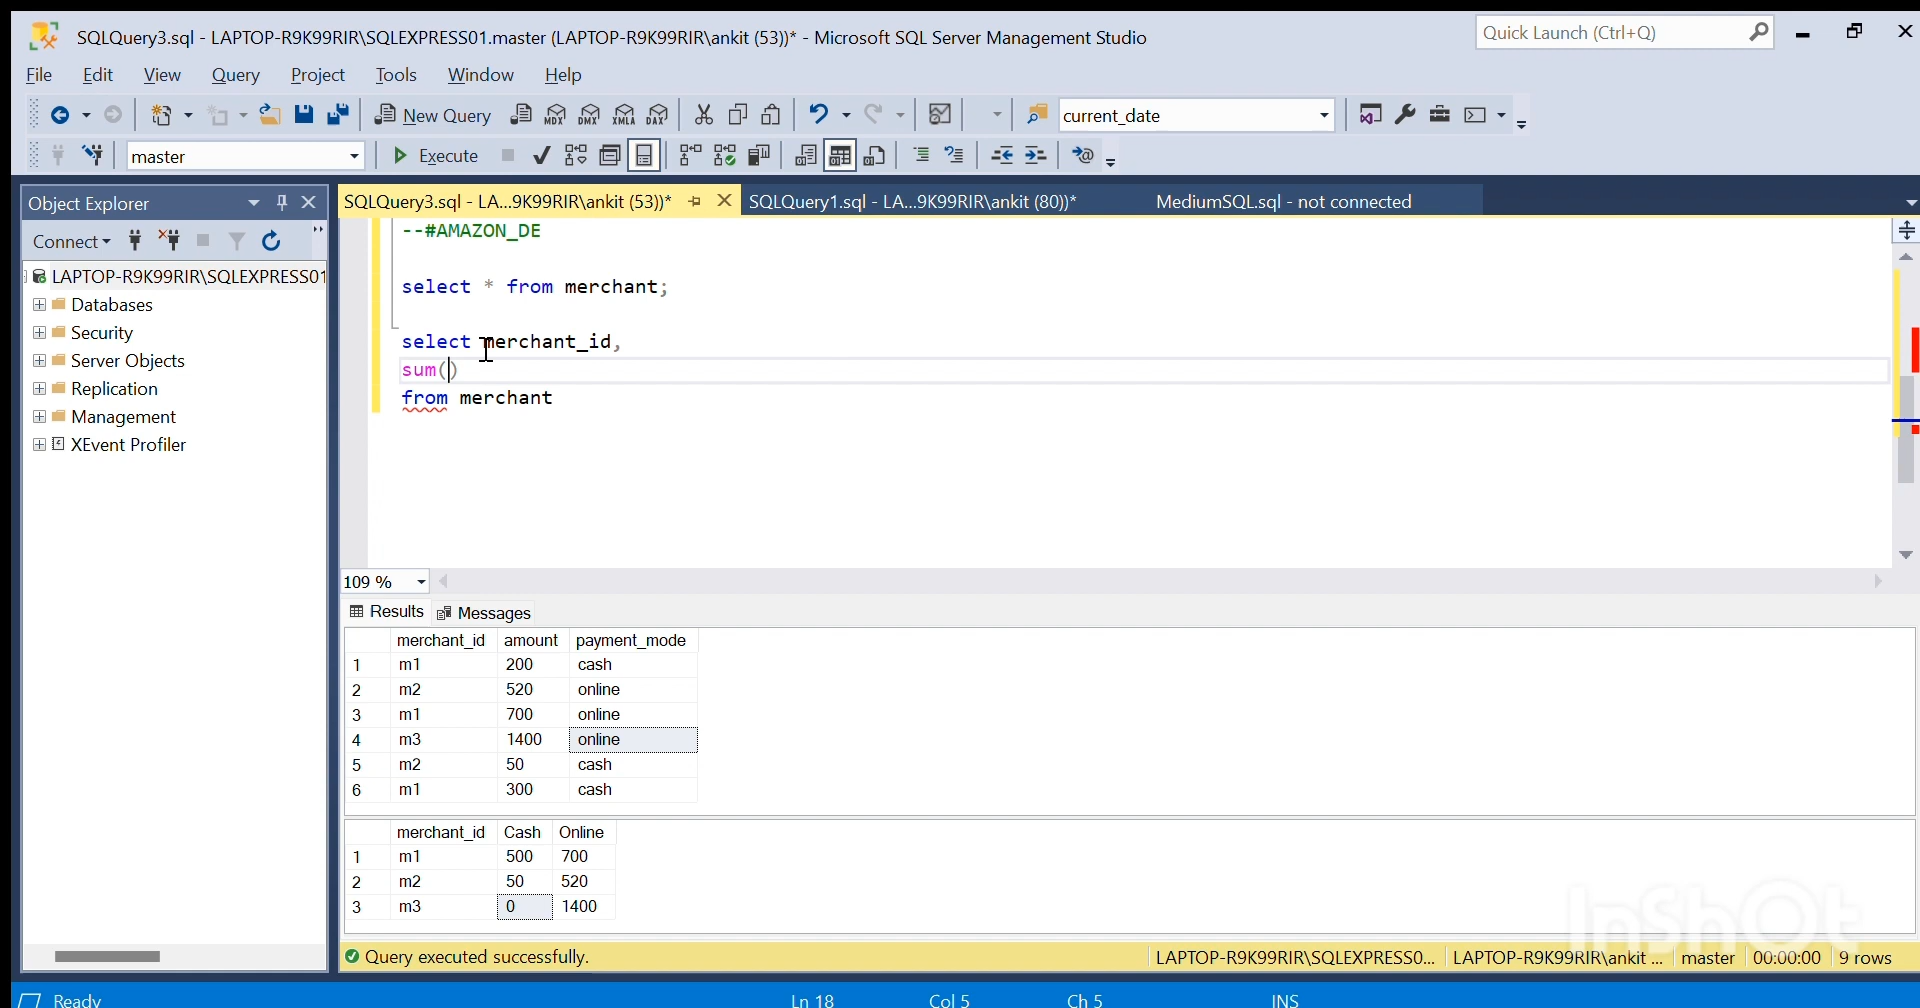 SQLQuery3.sql - LAPTOP-R9K99RIR\SQLEXPRESS01.master (LAPTOP-R9K99RIR\ankit (53))* - Microsoft SQL Server Management Studio
Quick Launch (Ctrl+Q)
File Edit View Query Project Tools Window Help
New Query MDX DMX XMLA DAX current_date
master Execute
Object Explorer
SQLQuery3.sql - LA...9K99RIR\ankit (53))* SQLQuery1.sql - LA...9K99RIR\ankit (80))* MediumSQL.sql - not connected
Connect
LAPTOP-R9K99RIR\SQLEXPRESS01
Databases
Security
Server Objects
Replication
Management
XEvent Profiler
--#AMAZON_DE
select * from merchant;
select merchant_id,
sum()
from merchant
109 %
Results Messages
merchant_id amount payment_mode
1 m1 200 cash
2 m2 520 online
3 m1 700 online
4 m3 1400 online
5 m2 50 cash
6 m1 300 cash
merchant_id Cash Online
1 m1 500 700
2 m2 50 520
3 m3 0 1400
InShOt
Query executed successfully.
LAPTOP-R9K99RIR\SQLEXPRESS0... LAPTOP-R9K99RIR\ankit ... master 00:00:00 9 rows
Ready Ln 18 Col 5 Ch 5 INS